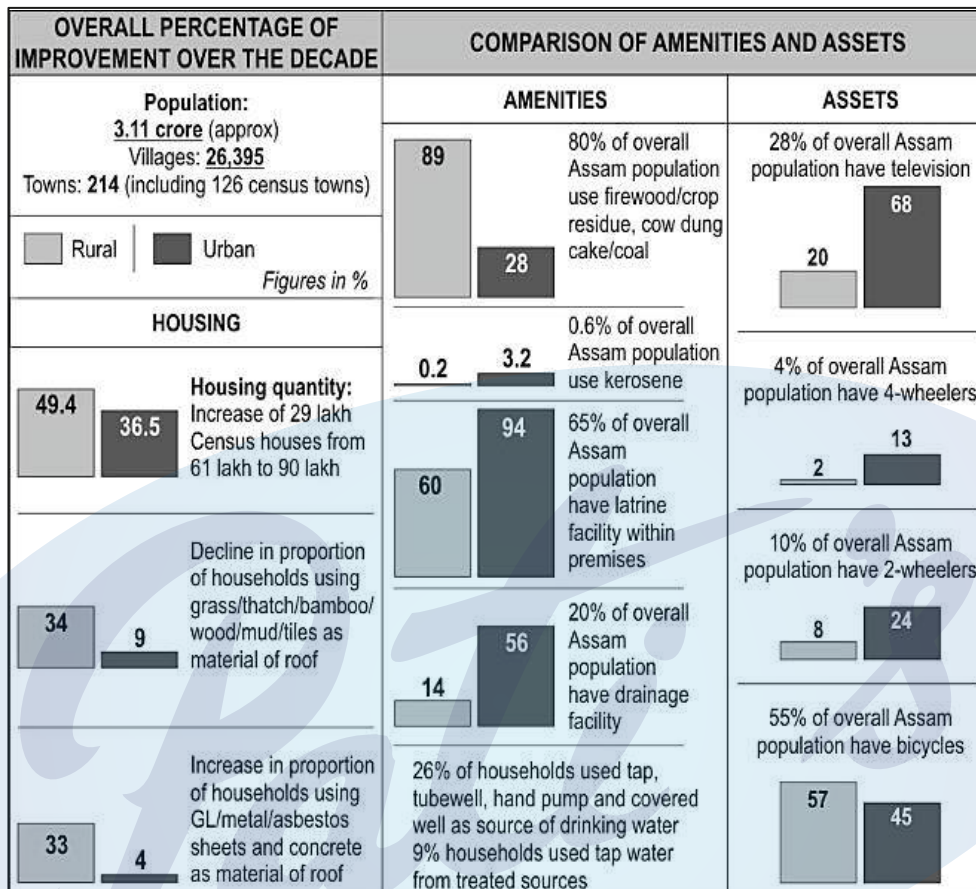 OVERALL PERCENTAGE OF
IMPROVEMENT OVER THE DECADE
Population:
3.11 crore (approx)
Villages: 26,395
Towns: 214 (including 126 census towns)
Rural
Urban
Figures in %
HOUSING
49.4
36.5
Housing quantity:
Increase of 29 lakh
Census houses from
61 lakh to 90 lakh
34
9
Decline in proportion
of households using
grass/thatch/bamboo/
wood/mud/tiles as
material of roof
33
4
Increase in proportion
of households using
GL/metal/asbestos
sheets and concrete
as material of roof
COMPARISON OF AMENITIES AND ASSETS
AMENITIES
89
28
80% of overall
Assam population
use firewood/crop
residue, cow dung
cake/coal
0.2
3.2
0.6% of overall
Assam population
use kerosene
60
94
65% of overall
Assam
population
have latrine
facility within
premises
14
56
20% of overall
Assam
population
have drainage
facility
26% of households used tap,
tubewell, hand pump and covered
well as source of drinking water
9% households used tap water
from treated sources
ASSETS
28% of overall Assam
population have television
20
68
4% of overall Assam
population have 4-wheelers
2
13
10% of overall Assam
population have 2-wheelers
8
24
55% of overall Assam
population have bicycles
57
45